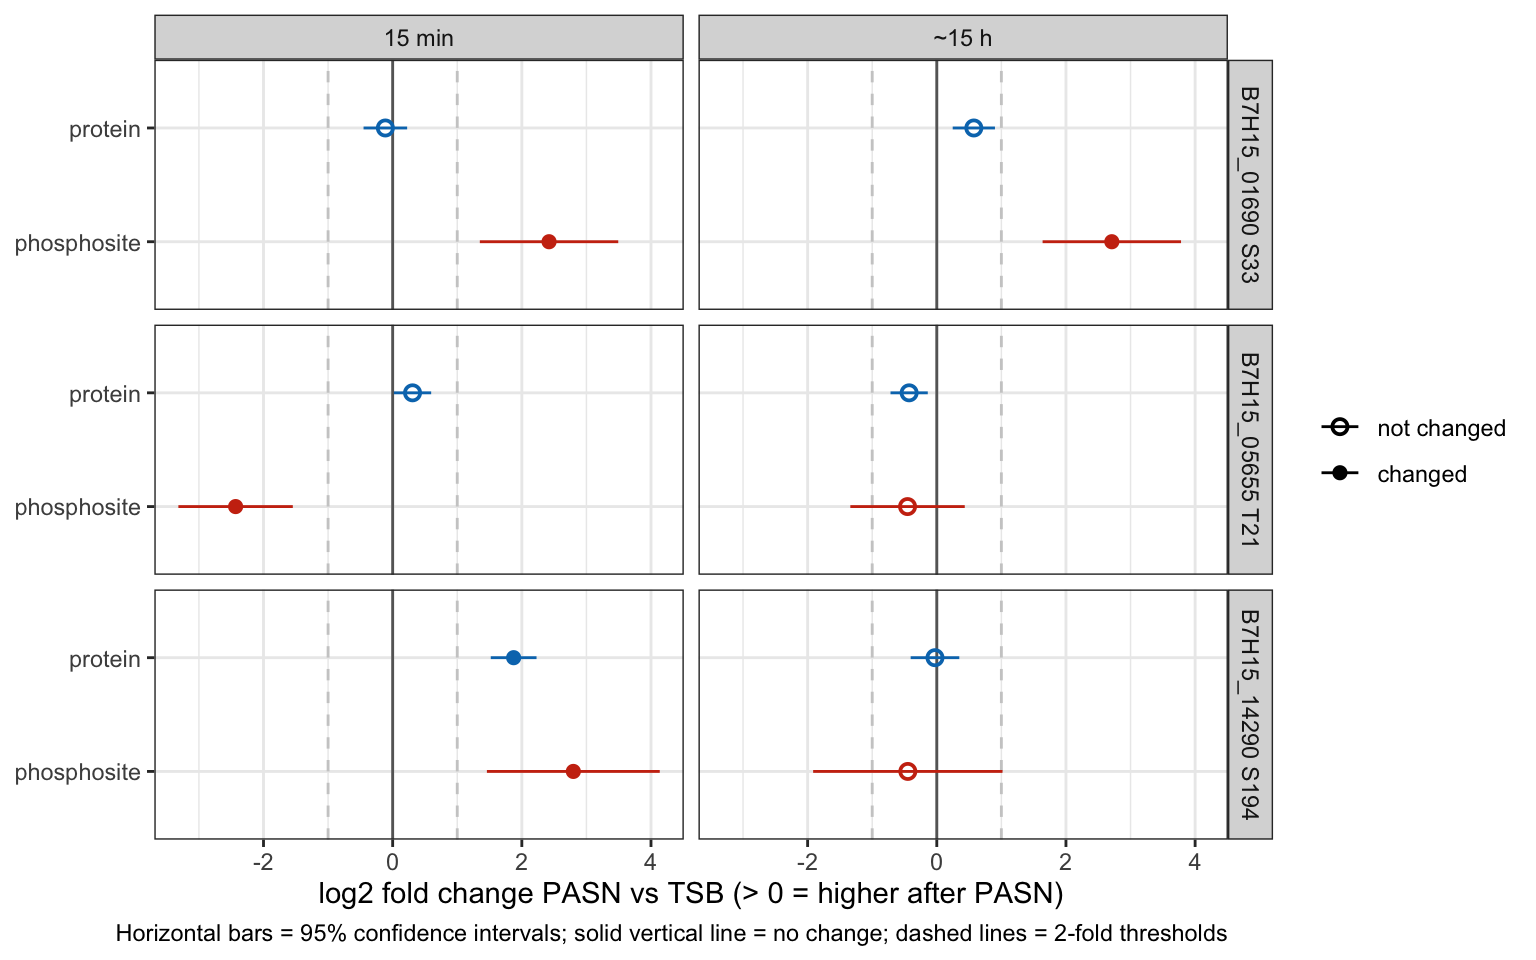 15 min
~15 h
protein
phosphosite
B7H15_01690 S33
protein
phosphosite
B7H15_05655 T21
protein
phosphosite
B7H15_14290 S194
-2 0 2 4
-2 0 2 4
log2 fold change PASN vs TSB (> 0 = higher after PASN)
Horizontal bars = 95% confidence intervals; solid vertical line = no change; dashed lines = 2-fold thresholds
not changed
changed